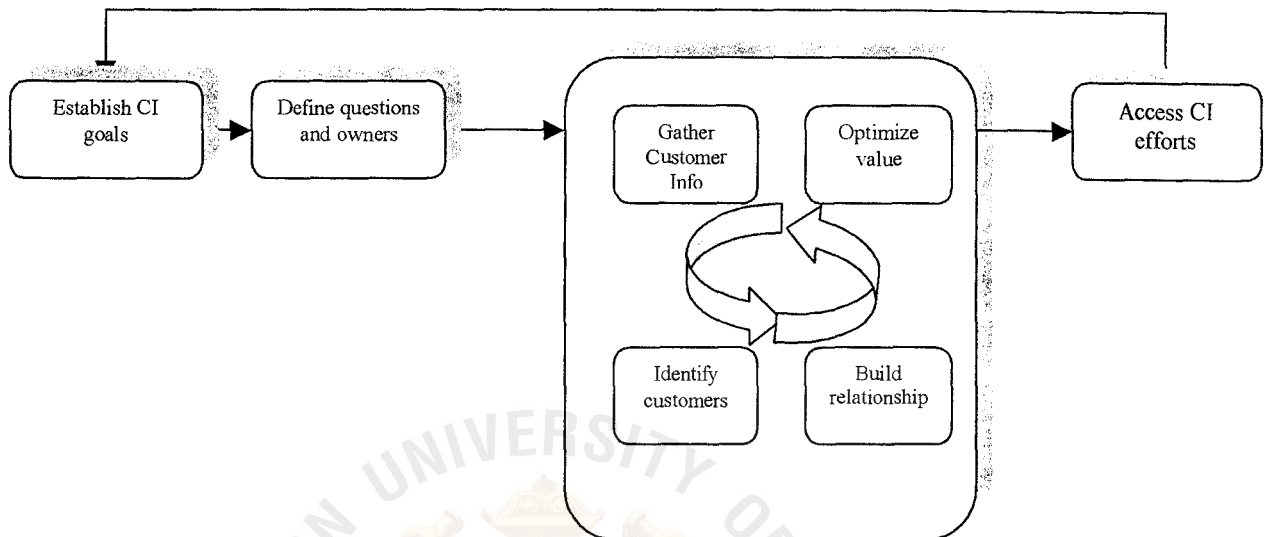 Establish CI
goals
Define questions
and owners
Gather
Customer
Info
Optimize
value
Identify
customers
Build
relationship
Access CI
efforts
UNIVERSITY O